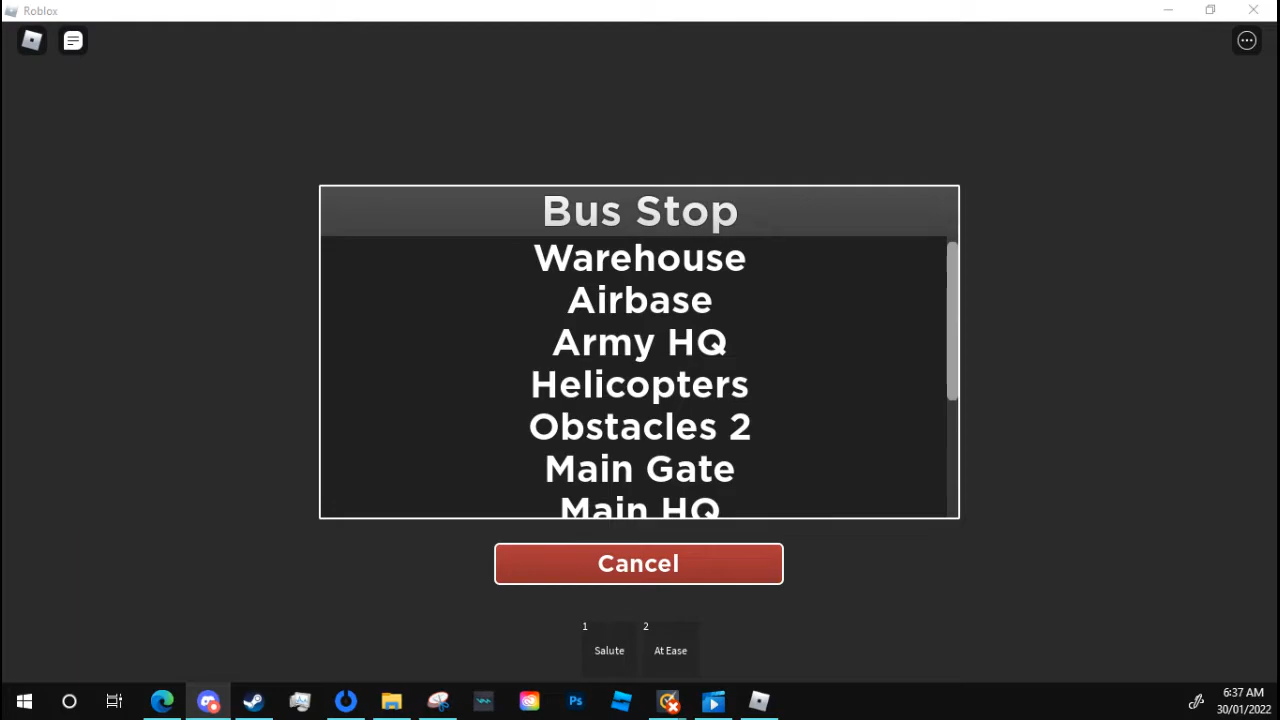 Roblox
Bus Stop
Warehouse
Airbase
Army HQ
Helicopters
Obstacles 2
Main Gate
Main HQ
Cancel
1
2
Salute
At Ease
Ps
6:37 AM
30/01/2022